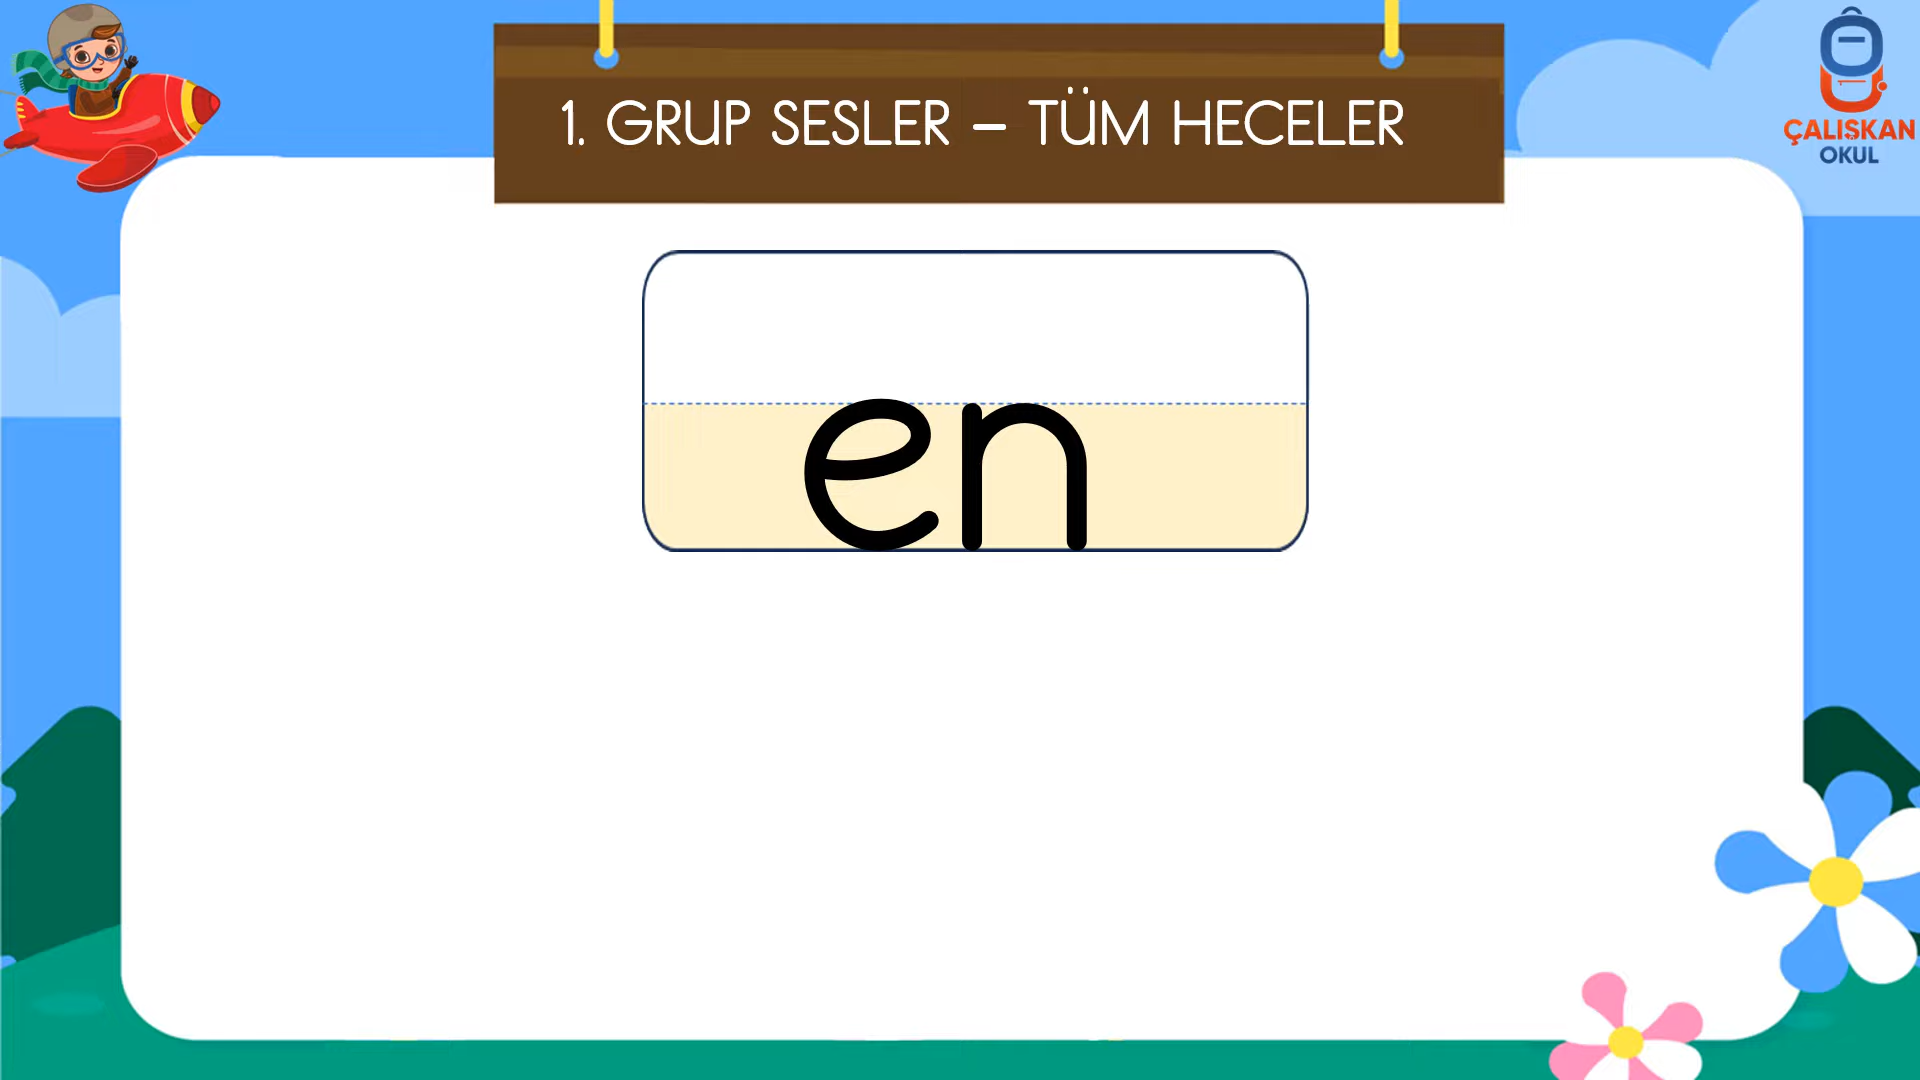 1. GRUP SESLER – TÜM HECELER
ÇALIŞKAN
OKUL
en